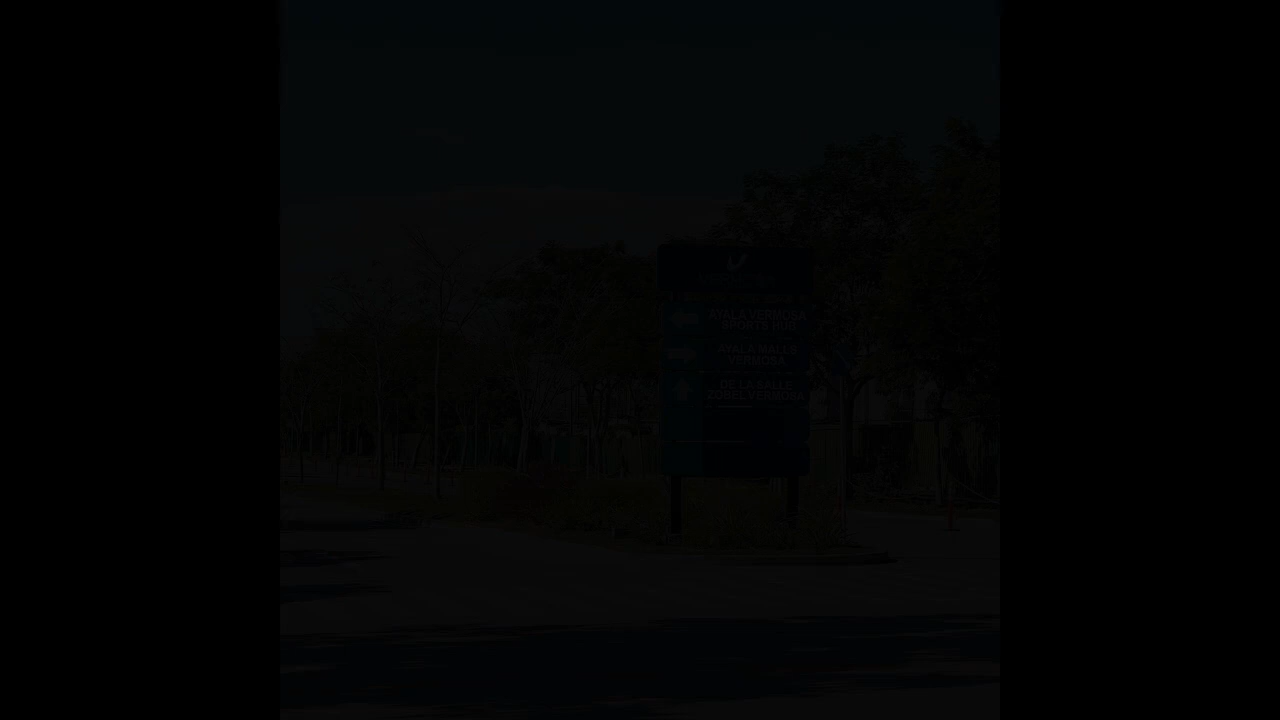 AYALA VERMOSA
SPORTS HUB
AYALA MALLS
VERMOSA
DE LA SALLE
ZOBEL VERMOSA